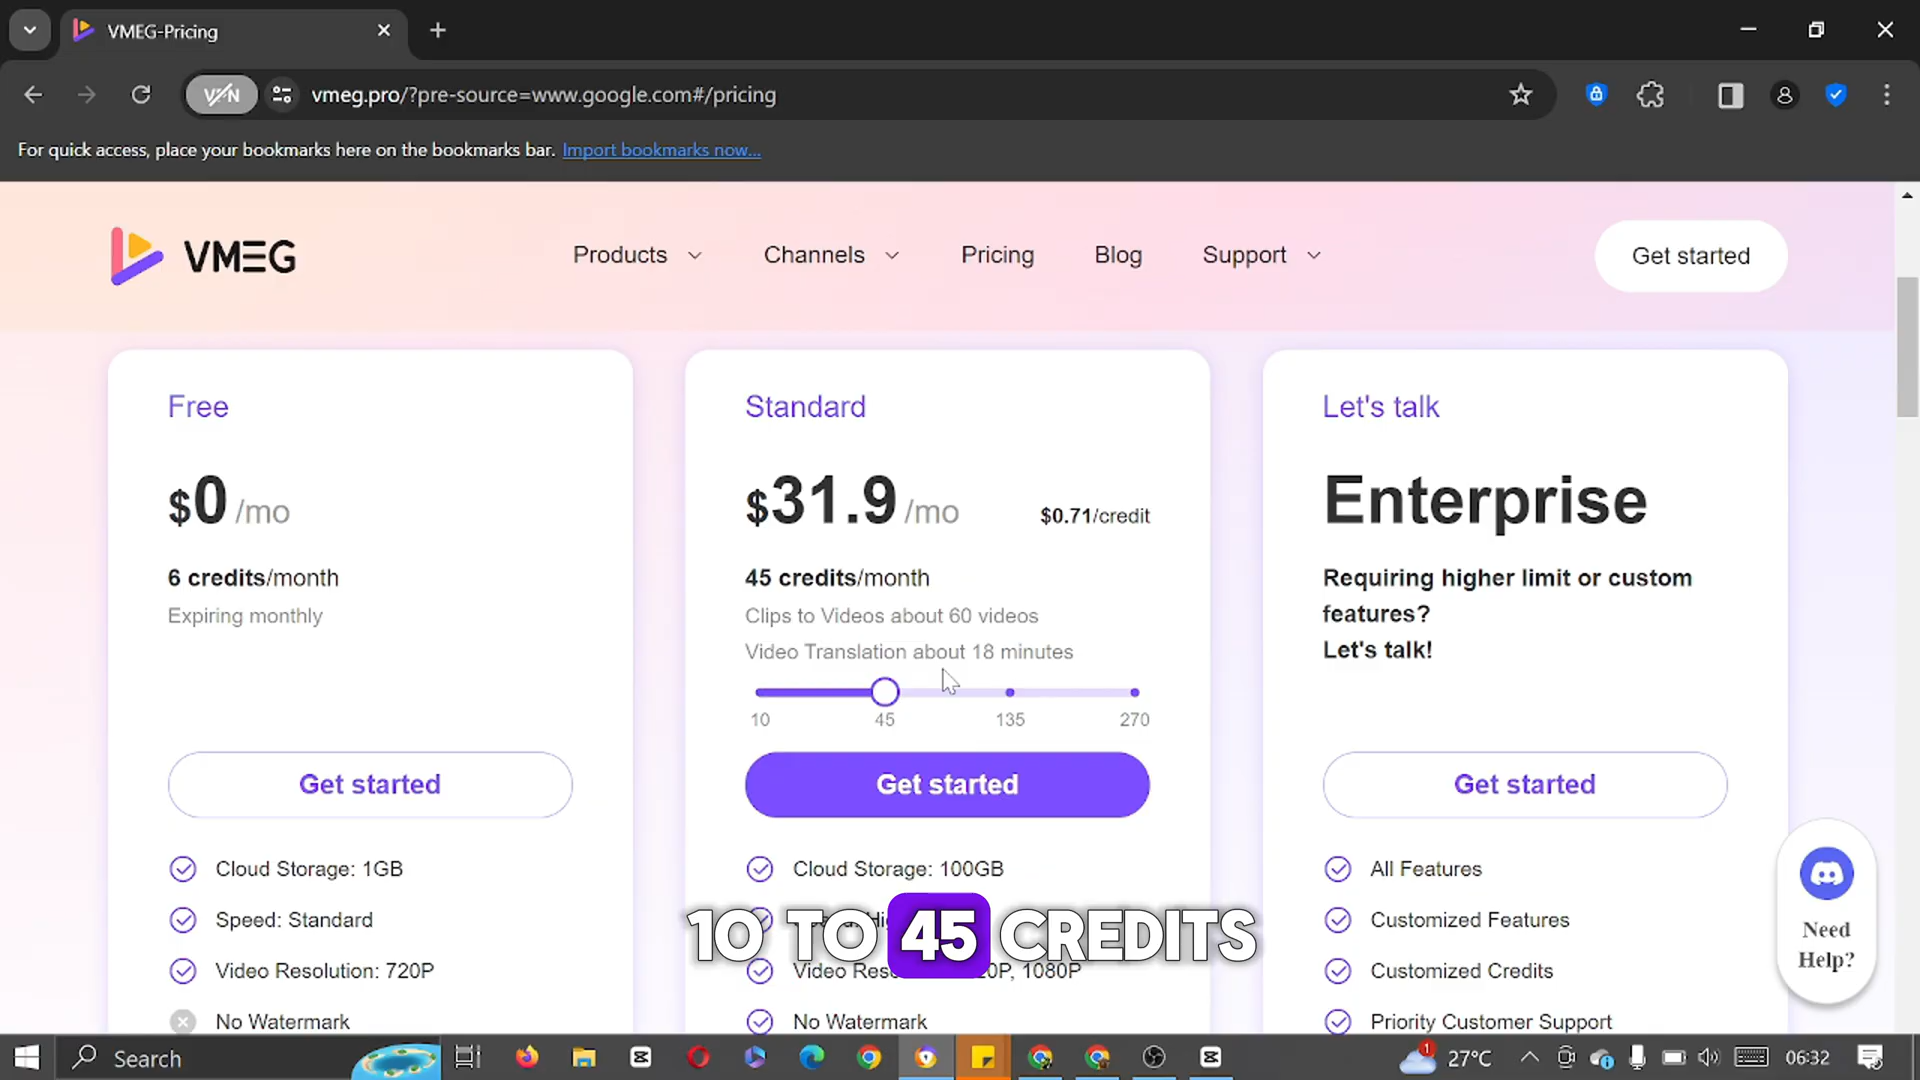 VMEG-Pricing
vmeg.pro/?pre-source=www.google.com#/pricing
For quick access, place your bookmarks here on the bookmarks bar. Import bookmarks now...
VMEG
Products
Channels
Pricing
Blog
Support
Get started
Free
$0 /mo
6 credits/month
Expiring monthly
Get started
Cloud Storage: 1GB
Speed: Standard
Video Resolution: 720P
No Watermark
Standard
$31.9 /mo $0.71/credit
45 credits/month
Clips to Videos about 60 videos
Video Translation about 18 minutes
10 45 135 270
Get started
Cloud Storage: 100GB
10 TO 45 CREDITS
1080P
No Watermark
Let's talk
Enterprise
Requiring higher limit or custom
features?
Let's talk!
Get started
All Features
Customized Features
Customized Credits
Priority Customer Support
Need
Help?
Search
1
27°C
06:32